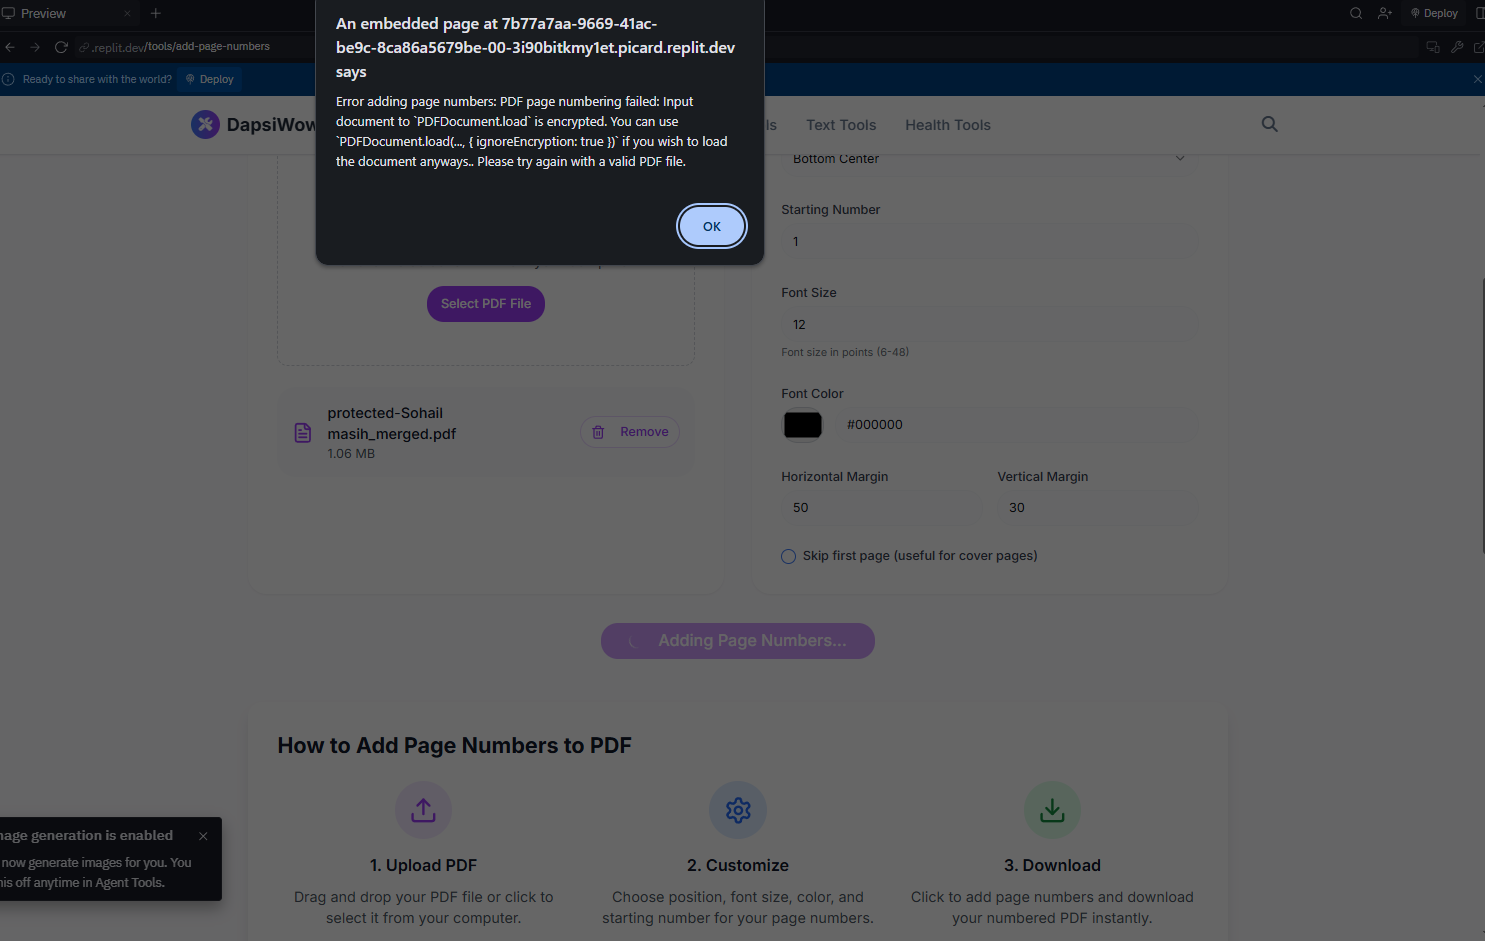 Preview
Deploy
.replit.dev/tools/add-page-numbers
Ready to share with the world?
Deploy
An embedded page at 7b77a7aa-9669-41ac-
be9c-8ca86a5679be-00-3i90bitkmy1et.picard.replit.dev
says
Error adding page numbers: PDF page numbering failed: Input
document to `PDFDocument.load` is encrypted. You can use
`PDFDocument.load(..., { ignoreEncryption: true })` if you wish to load
the document anyways.. Please try again with a valid PDF file.
OK
DapsiWow
ls
Text Tools
Health Tools
Select PDF File
protected-Sohail
masih_merged.pdf
1.06 MB
Remove
Bottom Center
Starting Number
1
Font Size
12
Font size in points (6-48)
Font Color
#000000
Horizontal Margin
Vertical Margin
50
30
Skip first page (useful for cover pages)
Adding Page Numbers...
How to Add Page Numbers to PDF
1. Upload PDF
Drag and drop your PDF file or click to
select it from your computer.
2. Customize
Choose position, font size, color, and
starting number for your page numbers.
3. Download
Click to add page numbers and download
your numbered PDF instantly.
mage generation is enabled
now generate images for you. You
his off anytime in Agent Tools.